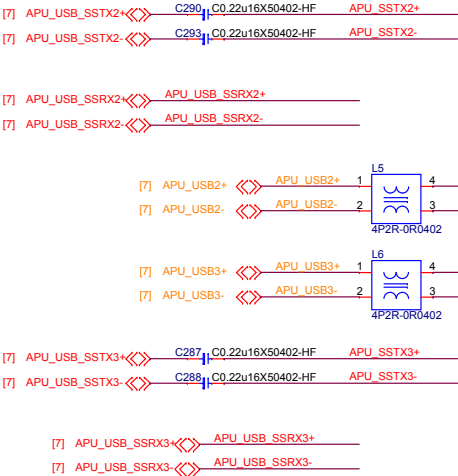 [7] APU_USB_SSTX2+ C290 C0.22u16X50402-HF APU_SSTX2+
[7] APU_USB_SSTX2- C293 C0.22u16X50402-HF APU_SSTX2-
[7] APU_USB_SSRX2+ APU_USB_SSRX2+
[7] APU_USB_SSRX2- APU_USB_SSRX2-
L5
[7] APU_USB2+ APU_USB2+ 1 4
[7] APU_USB2- APU_USB2- 2 3
4P2R-0R0402
L6
[7] APU_USB3+ APU_USB3+ 1 4
[7] APU_USB3- APU_USB3- 2 3
4P2R-0R0402
[7] APU_USB_SSTX3+ C287 C0.22u16X50402-HF APU_SSTX3+
[7] APU_USB_SSTX3- C288 C0.22u16X50402-HF APU_SSTX3-
[7] APU_USB_SSRX3+ APU_USB_SSRX3+
[7] APU_USB_SSRX3- APU_USB_SSRX3-